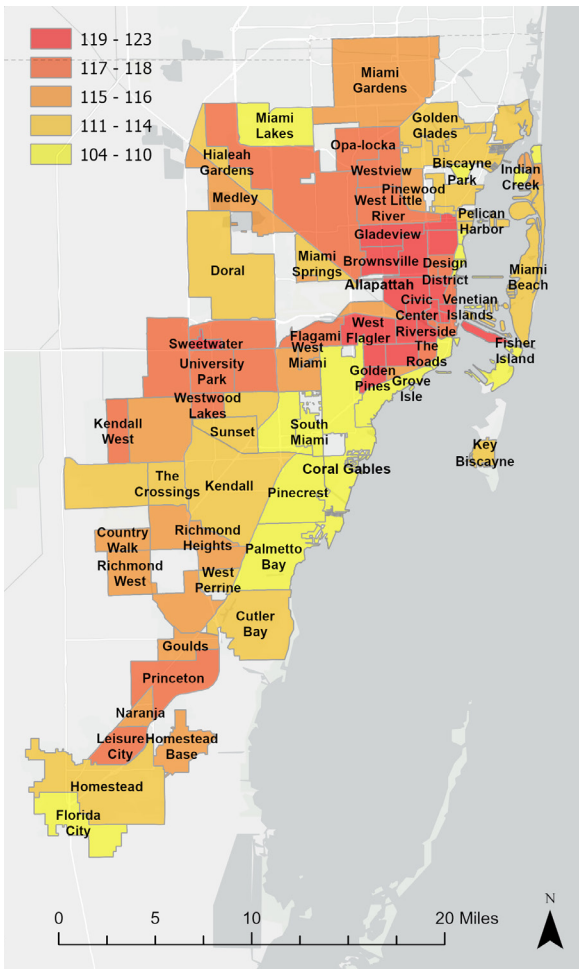 119 - 123
117 - 118
115 - 116
111 - 114
104 - 110
Miami
Gardens
Miami
Lakes
Golden
Glades
Opa-locka
Hialeah
Gardens
Biscayne
Park
Indian
Creek
Westview
Pinewood
Medley
West Little
River
Pelican
Harbor
Gladeview
Doral
Miami
Springs
Brownsville
Design
District
Miami
Beach
Allapattah
Civic
Center
Venetian
Islands
West
Flagler
Riverside
Sweetwater
Flagami
West
Miami
The
Roads
Fisher
Island
University
Park
Golden
Pines
Grove
Isle
Westwood
Lakes
Kendall
West
Sunset
South
Miami
Key
Biscayne
Coral Gables
The
Crossings
Kendall
Pinecrest
Country
Walk
Richmond
Heights
Palmetto
Bay
Richmond
West
West
Perrine
Cutler
Bay
Goulds
Princeton
Naranja
Leisure
City
Homestead
Base
Homestead
Florida
City
N
0 5 10 20 Miles